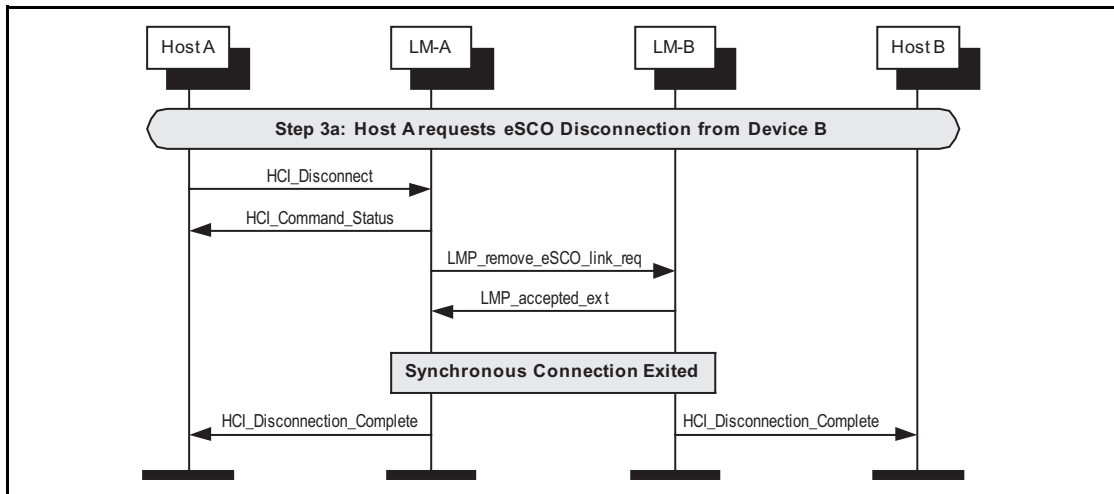 Host A
LM-A
LM-B
Host B
Step 3a: Host A requests eSCO Disconnection from Device B
HCI_Disconnect
HCI_Command_Status
LMP_remove_eSCO_link_req
LMP_accepted_ext
Synchronous Connection Exited
HCI_Disconnection_Complete
HCI_Disconnection_Complete